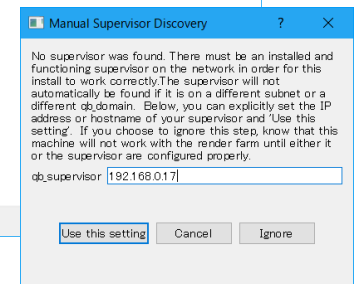 Manual Supervisor Discovery ? ×
No supervisor was found. There must be an installed and
functioning supervisor on the network in order for this
install to work correctly.The supervisor will not
automatically be found if it is on a different subnet or a
different qb_domain. Below, you can explicitly set the IP
address or hostname of your supervisor and 'Use this
setting'. If you choose to ignore this step, know that this
machine will not work with the render farm until either it
or the supervisor are configured properly.
qb_supervisor 192.168.0.17
Use this setting Cancel Ignore